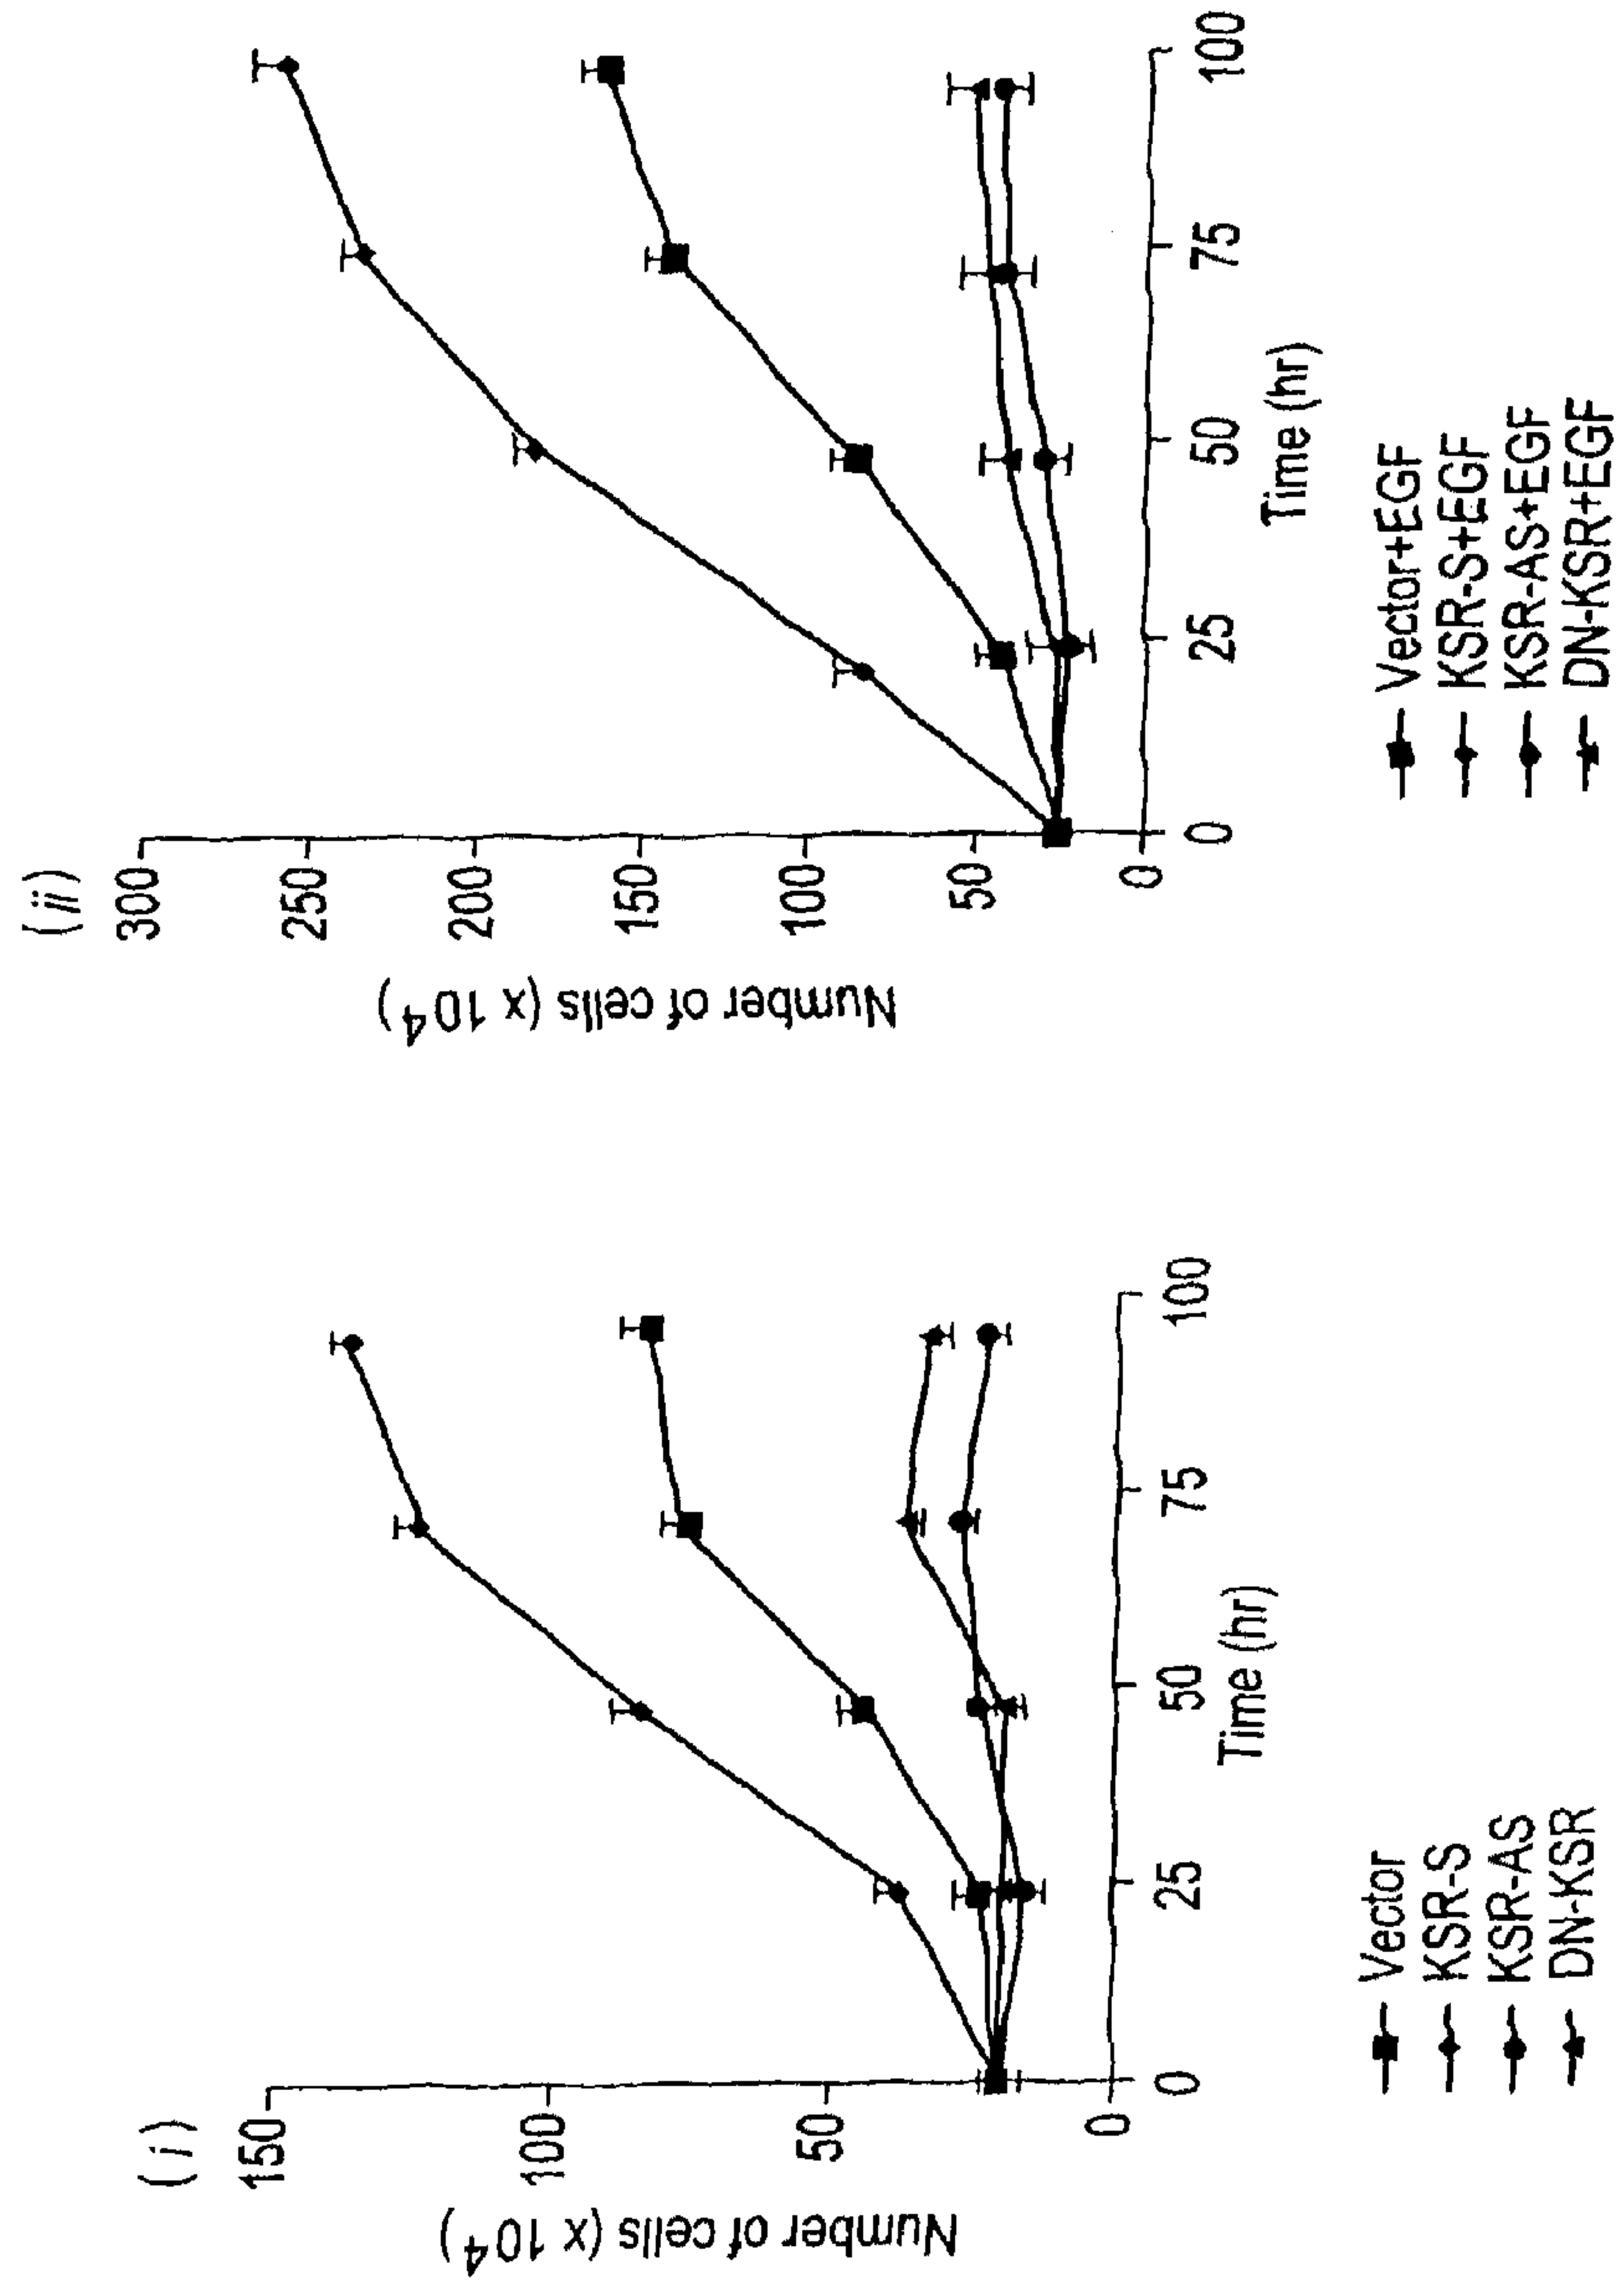 (i)
Number of cells (x 10⁴)
150
100
50
0
0
25
50
75
100
Time (hr)
Vector
KSR-S
KSR-AS
DN-KSR
(ii)
Number of cells (x 10⁴)
300
250
200
150
100
50
0
0
25
50
75
100
Time (hr)
Vector+EGF
KSR-S+EGF
KSR-AS+EGF
DN-KSR+EGF